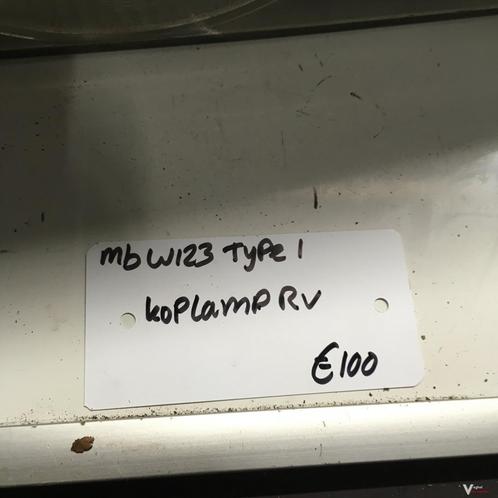 mb W123 Type 1
koplamp RV
€100